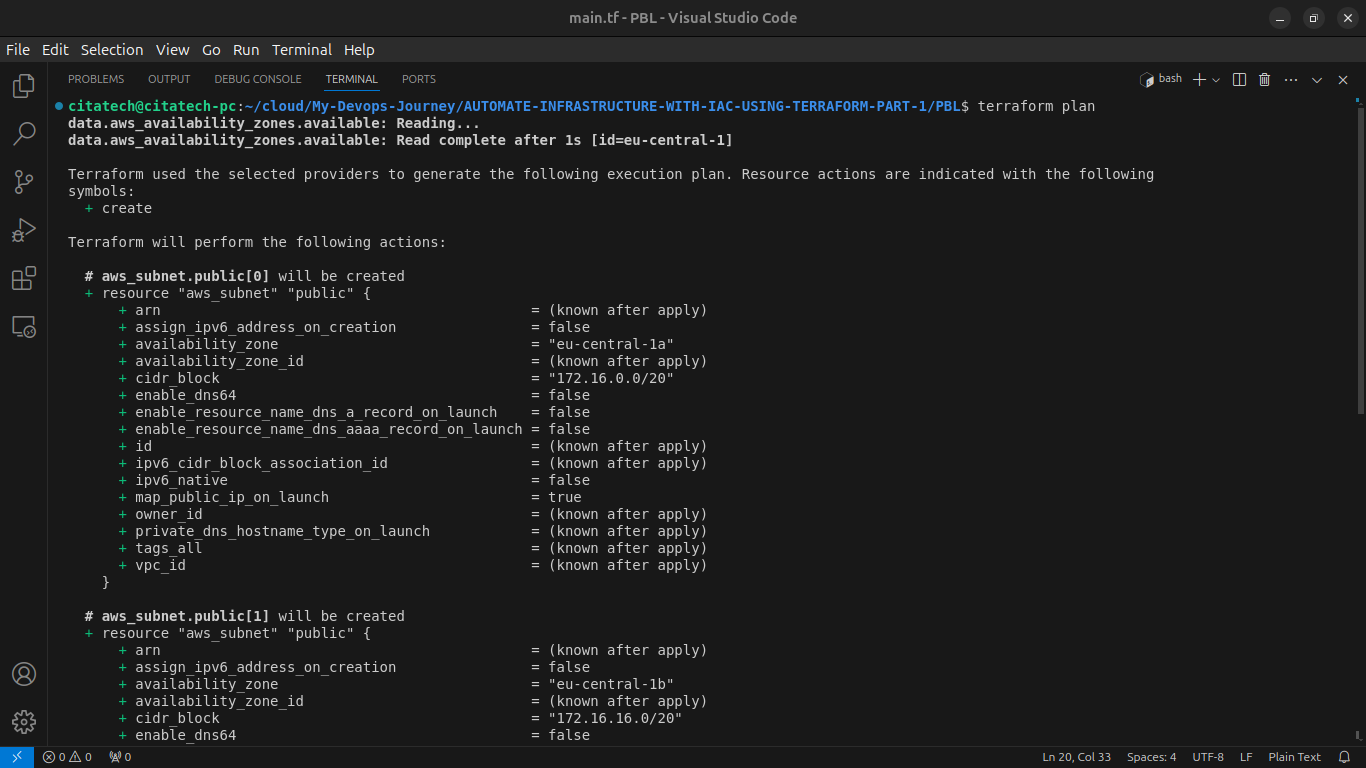 main.tf - PBL - Visual Studio Code
File Edit Selection View Go Run Terminal Help
PROBLEMS OUTPUT DEBUG CONSOLE TERMINAL PORTS bash
citatech@citatech-pc:~/cloud/My-Devops-Journey/AUTOMATE-INFRASTRUCTURE-WITH-IAC-USING-TERRAFORM-PART-1/PBL$ terraform plan
data.aws_availability_zones.available: Reading...
data.aws_availability_zones.available: Read complete after 1s [id=eu-central-1]
Terraform used the selected providers to generate the following execution plan. Resource actions are indicated with the following
symbols:
+ create
Terraform will perform the following actions:
# aws_subnet.public[0] will be created
+ resource "aws_subnet" "public" {
+ arn = (known after apply)
+ assign_ipv6_address_on_creation = false
+ availability_zone = "eu-central-1a"
+ availability_zone_id = (known after apply)
+ cidr_block = "172.16.0.0/20"
+ enable_dns64 = false
+ enable_resource_name_dns_a_record_on_launch = false
+ enable_resource_name_dns_aaaa_record_on_launch = false
+ id = (known after apply)
+ ipv6_cidr_block_association_id = (known after apply)
+ ipv6_native = false
+ map_public_ip_on_launch = true
+ owner_id = (known after apply)
+ private_dns_hostname_type_on_launch = (known after apply)
+ tags_all = (known after apply)
+ vpc_id = (known after apply)
}
# aws_subnet.public[1] will be created
+ resource "aws_subnet" "public" {
+ arn = (known after apply)
+ assign_ipv6_address_on_creation = false
+ availability_zone = "eu-central-1b"
+ availability_zone_id = (known after apply)
+ cidr_block = "172.16.16.0/20"
+ enable_dns64 = false
0 0 0 Ln 20, Col 33 Spaces: 4 UTF-8 LF Plain Text